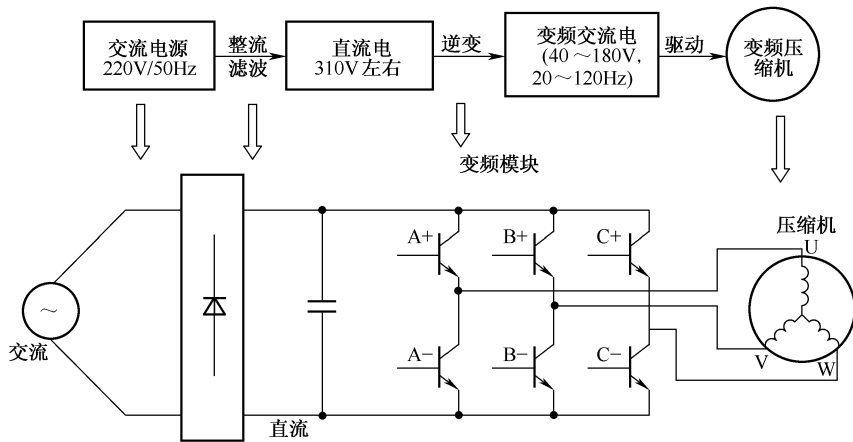 交流电源
220V/50Hz
整流
滤波
直流电
310V左右
逆变
变频交流电
(40～180V,
20～120Hz)
驱动
变频压
缩机
变频模块
压缩机
A+
B+
C+
U
～
交流
A−
B−
C−
V
W
直流